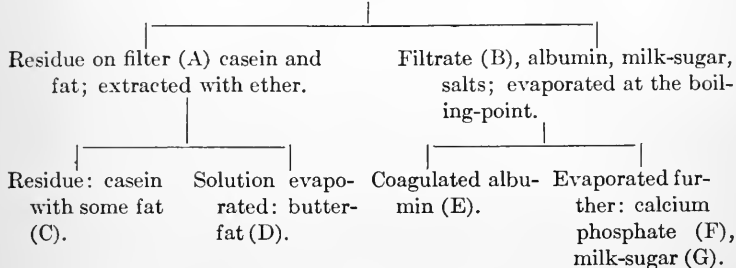 Residue on filter (A) casein and
fat; extracted with ether.
Filtrate (B), albumin, milk-sugar,
salts; evaporated at the boil-
ing-point.
Residue: casein
with some fat
(C).
Solution evapo-
rated: butter-
fat (D).
Coagulated albu-
min (E).
Evaporated fur-
ther: calcium
phosphate (F),
milk-sugar (G).